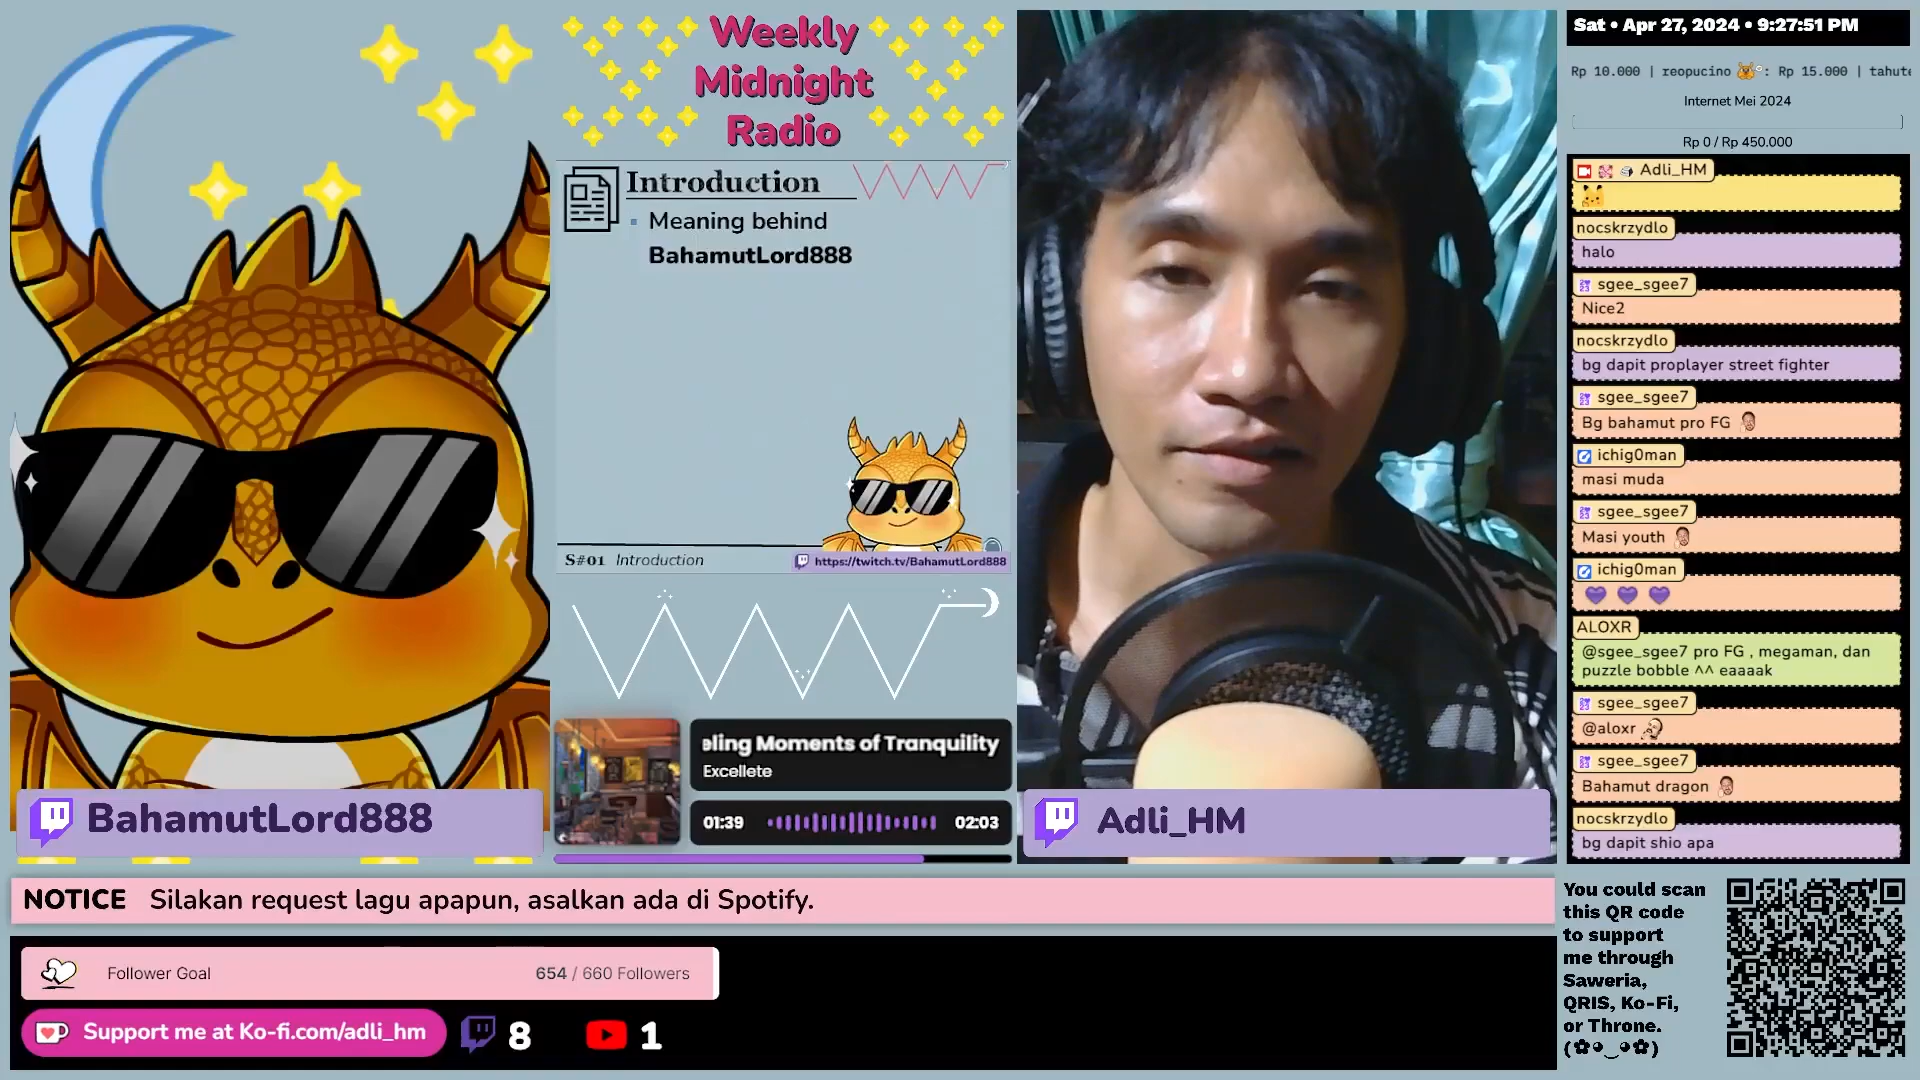 Weekly
Midnight
Radio
Introduction
Meaning behind
BahamutLord888
S#01 Introduction
https://twitch.tv/BahamutLord888
eling Moments of Tranquility
Excellete
01:39
02:03
BahamutLord888
Adli_HM
Sat • Apr 27, 2024 • 9:27:51 PM
Rp 10.000 | reopucino : Rp 15.000 | tahute
Internet Mei 2024
Rp 0 / Rp 450.000
Adli_HM
nocskrzydlo
halo
sgee_sgee7
Nice2
nocskrzydlo
bg dapit proplayer street fighter
sgee_sgee7
Bg bahamut pro FG
ichig0man
masi muda
sgee_sgee7
Masi youth
ichig0man
ALOXR
@sgee_sgee7 pro FG , megaman, dan
puzzle bobble ^^ eaaaak
sgee_sgee7
@aloxr
sgee_sgee7
Bahamut dragon
nocskrzydlo
bg dapit shio apa
NOTICE Silakan request lagu apapun, asalkan ada di Spotify.
Follower Goal
654 / 660 Followers
Support me at Ko-fi.com/adli_hm
8
1
You could scan
this QR code
to support
me through
Saweria,
QRIS, Ko-Fi,
or Throne.
(✿◕‿◕✿)